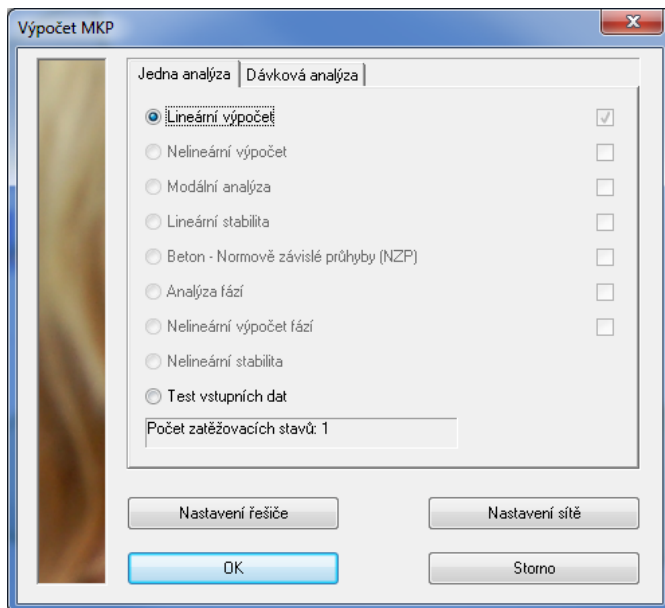 Výpočet MKP
Jedna analýza Dávková analýza
Lineární výpočet
Nelineární výpočet
Modální analýza
Lineární stabilita
Beton - Normově závislé průhyby (NZP)
Analýza fází
Nelineární výpočet fází
Nelineární stabilita
Test vstupních dat
Počet zatěžovacích stavů: 1
Nastavení řešiče Nastavení sítě
OK Storno